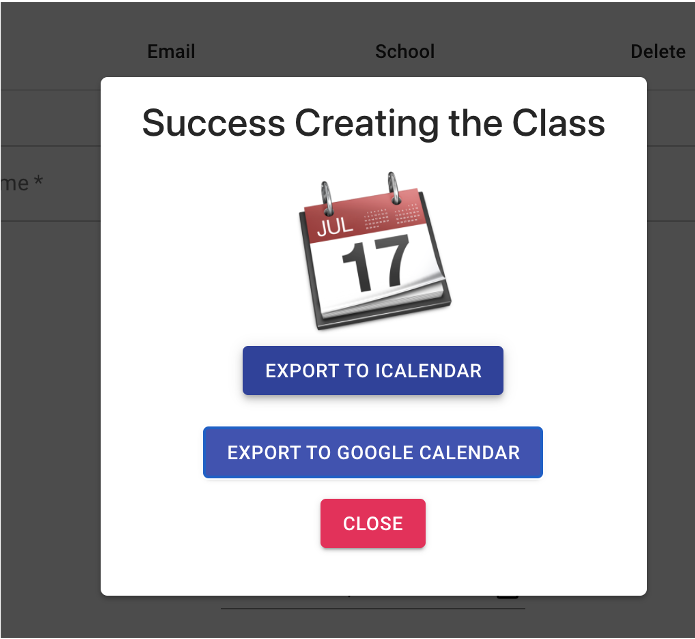 Email School Delete
Success Creating the Class
me *
JUL
17
EXPORT TO ICALENDAR
EXPORT TO GOOGLE CALENDAR
CLOSE